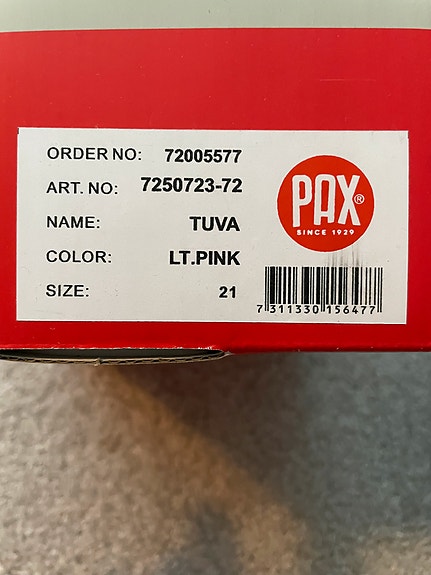 ORDER NO: 72005577
ART. NO: 7250723-72
NAME: TUVA
COLOR: LT.PINK
SIZE: 21
PAX®
SINCE 1929
7 311330 156477